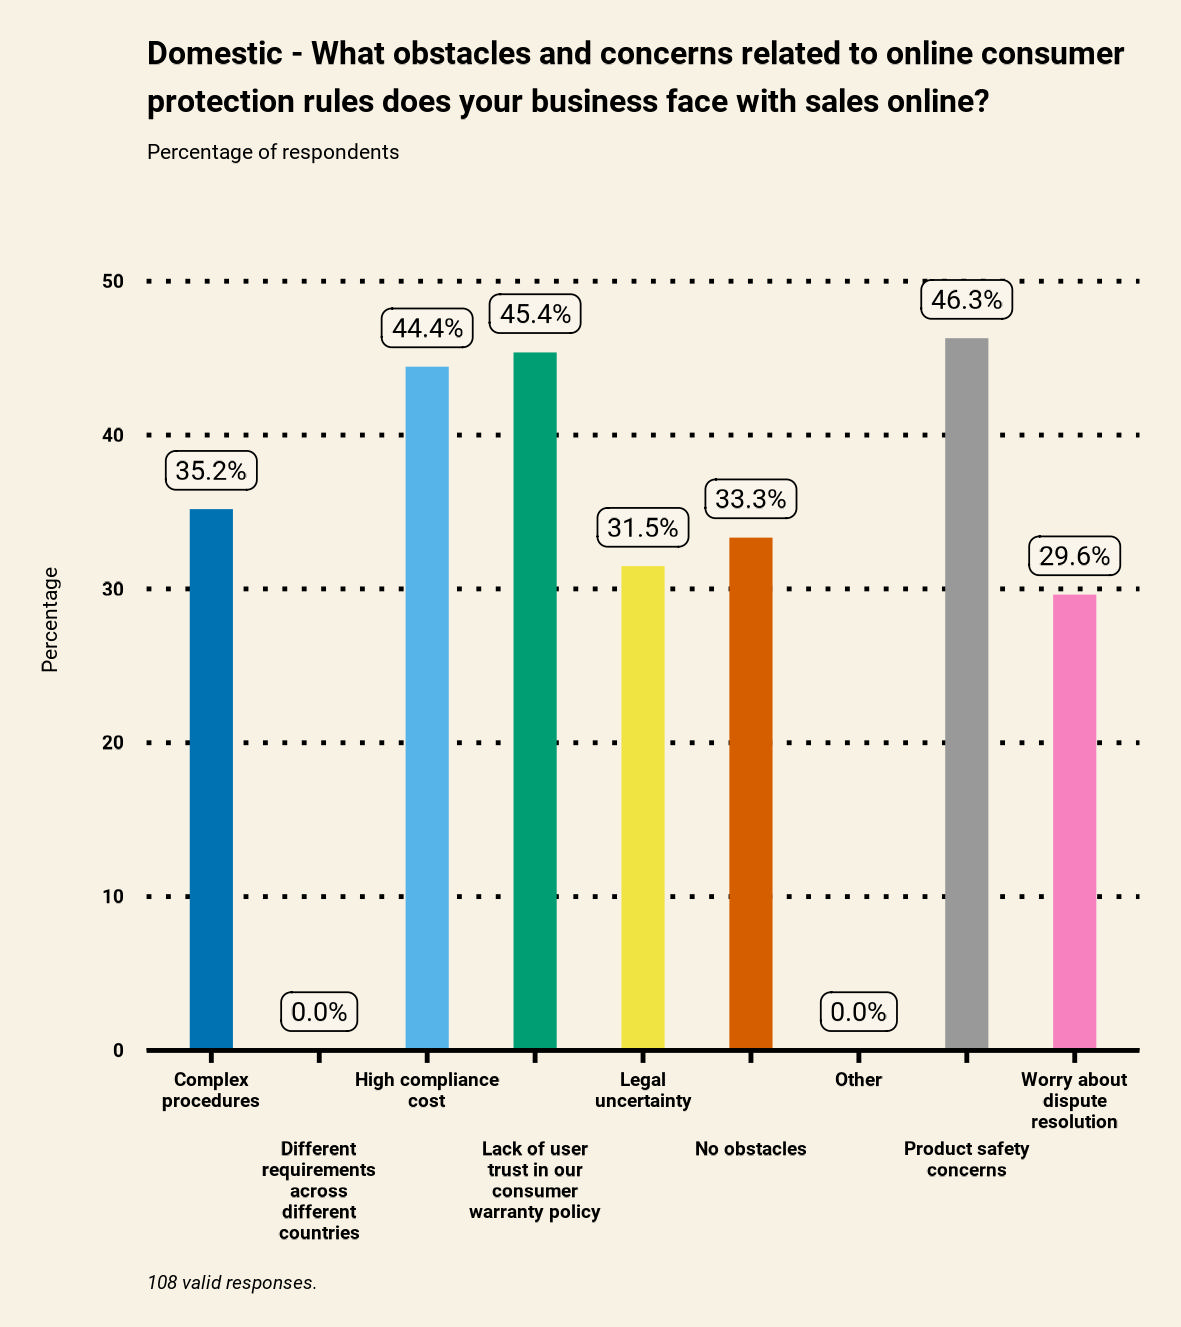 Domestic - What obstacles and concerns related to online consumer
protection rules does your business face with sales online?
Percentage of respondents
Percentage
50
40
30
20
10
0
35.2%
0.0%
44.4%
45.4%
31.5%
33.3%
0.0%
46.3%
29.6%
Complex
procedures
Different
requirements
across
different
countries
High compliance
cost
Lack of user
trust in our
consumer
warranty policy
Legal
uncertainty
No obstacles
Other
Product safety
concerns
Worry about
dispute
resolution
108 valid responses.